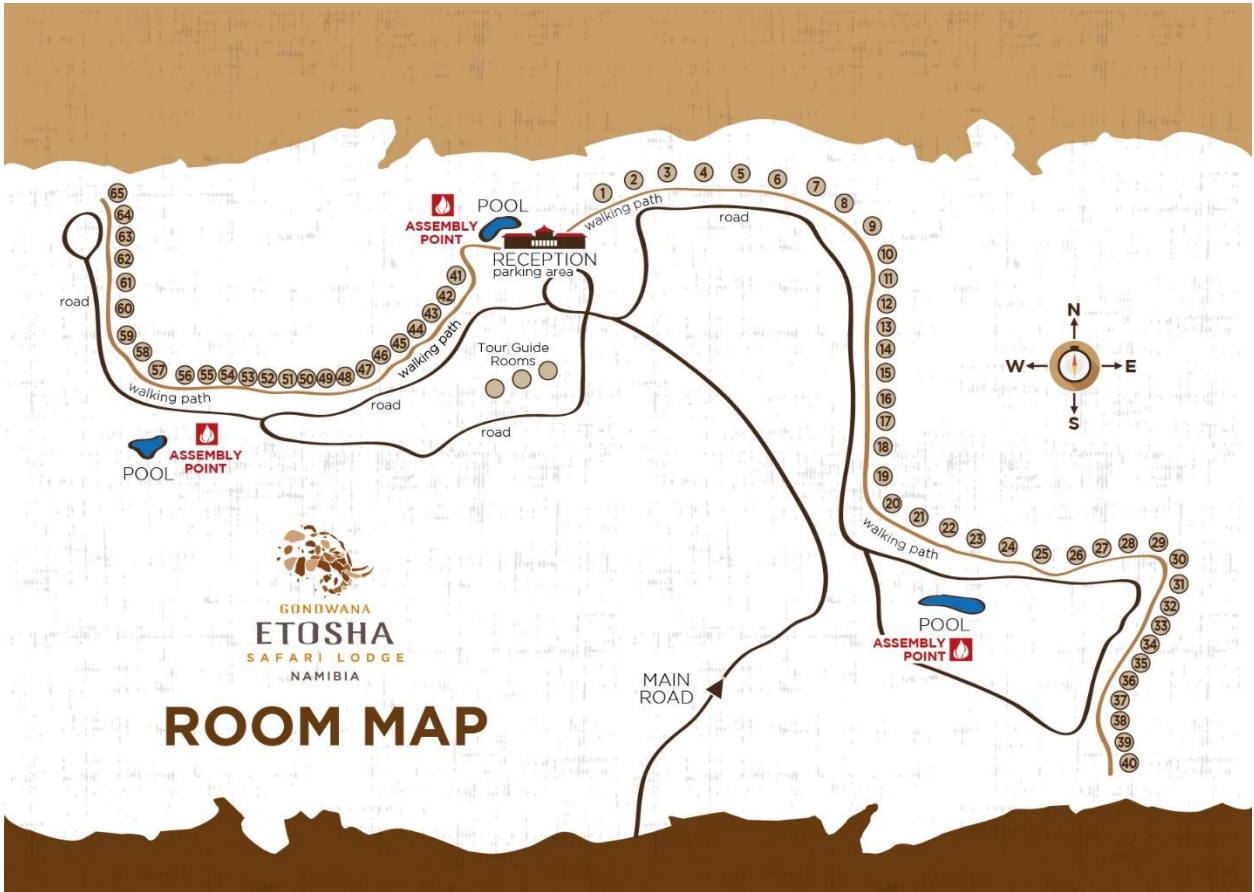 1
2
3
4
5
6
7
8
9
10
11
12
13
14
15
16
17
18
19
20
21
22
23
24
25
26
27
28
29
30
31
32
33
34
35
36
37
38
39
40
walking path
road
walking path
POOL
ASSEMBLY
POINT
RECEPTION
parking area
POOL
ASSEMBLY
POINT
41
42
43
44
45
46
47
48
49
50
51
52
53
54
55
56
57
58
59
60
61
62
63
64
65
walking path
walking path
road
road
road
Tour Guide
Rooms
POOL
ASSEMBLY
POINT
N
W
E
S
MAIN
ROAD
GONDWANA
ETOSHA
SAFARI LODGE
NAMIBIA
ROOM MAP